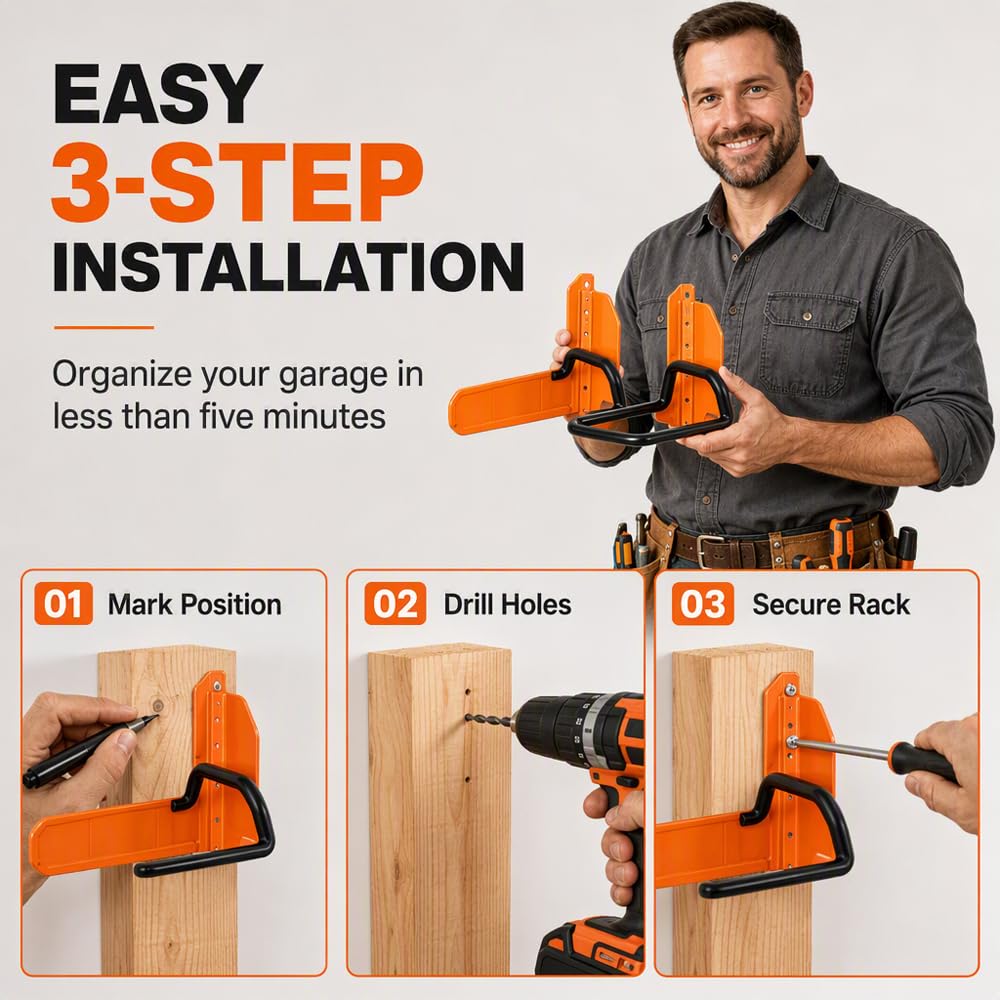 EASY
3-STEP
INSTALLATION
Organize your garage in
less than five minutes
01 Mark Position
02 Drill Holes
03 Secure Rack